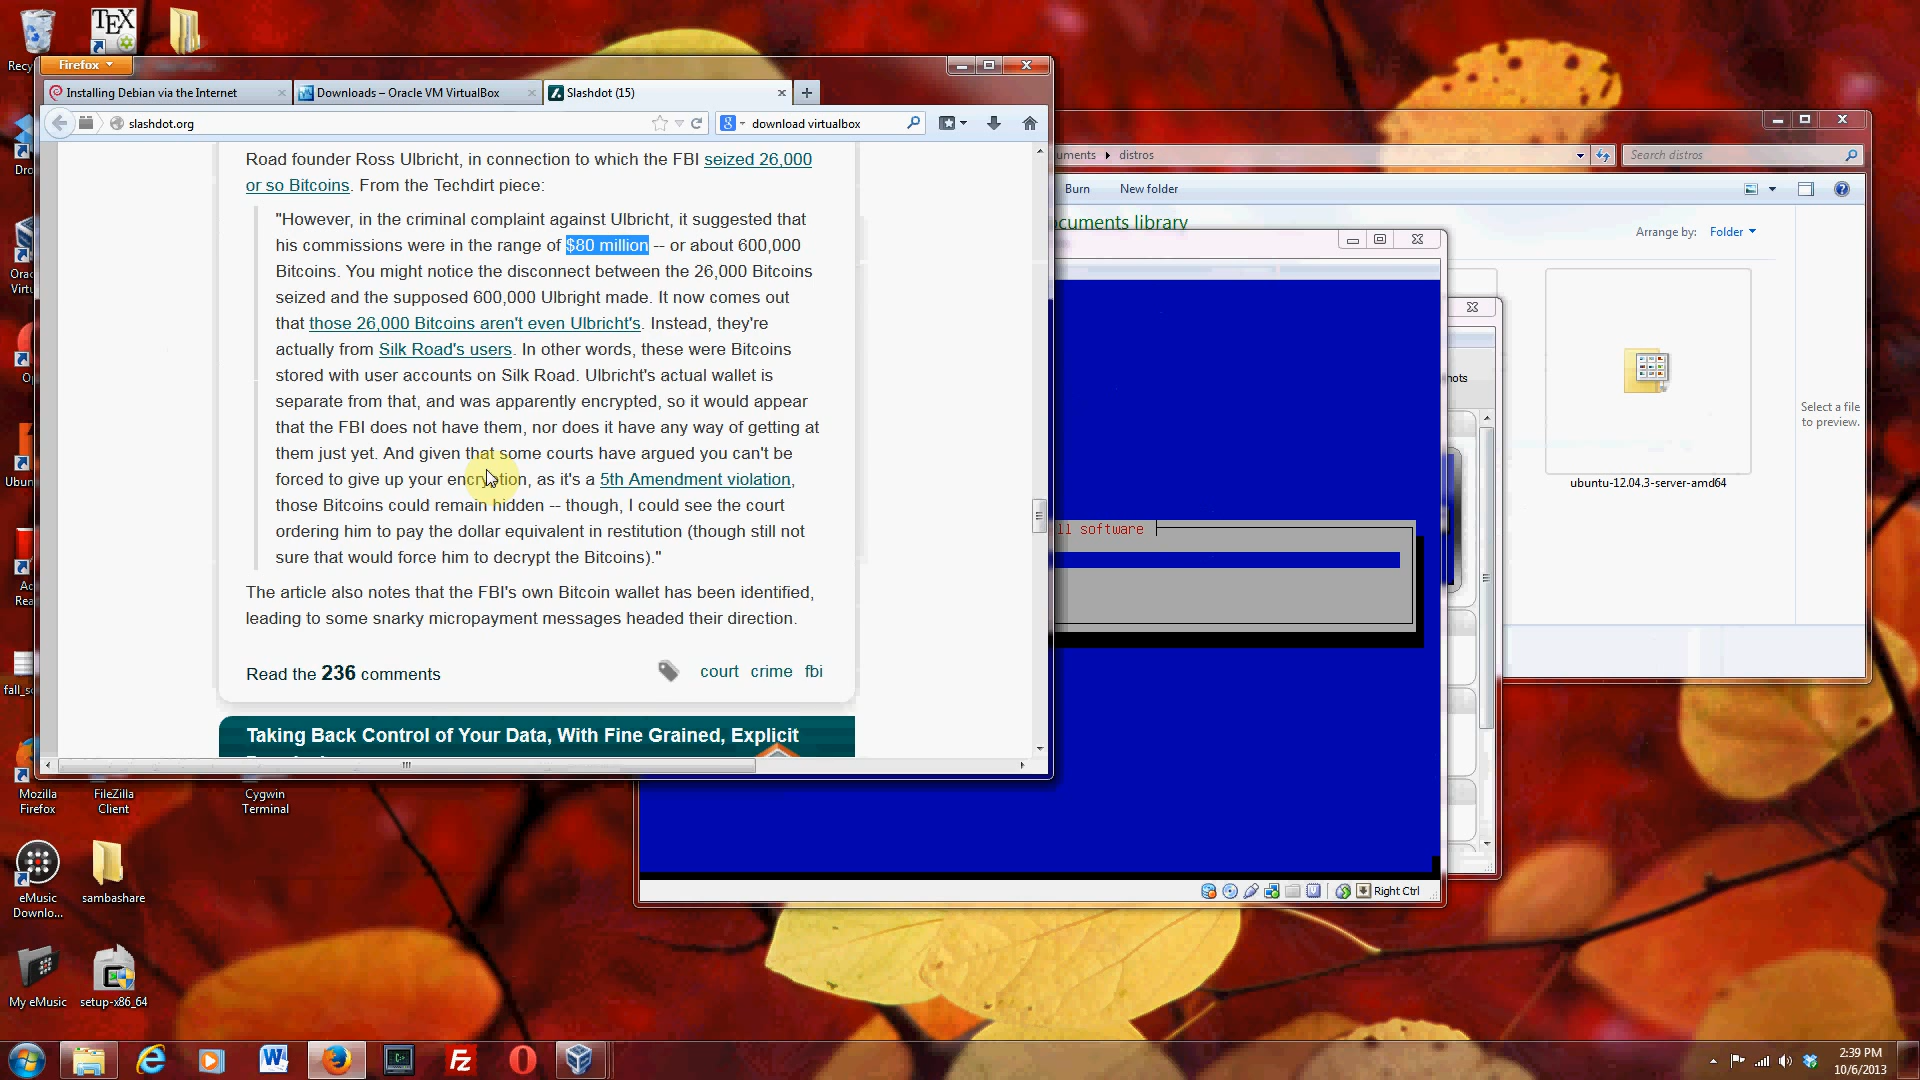 Recy
Firefox
Installing Debian via the Internet
Downloads – Oracle VM VirtualBox
Slashdot (15)
slashdot.org
download virtualbox
Road founder Ross Ulbricht, in connection to which the FBI seized 26,000
or so Bitcoins. From the Techdirt piece:
"However, in the criminal complaint against Ulbricht, it suggested that
his commissions were in the range of $80 million -- or about 600,000
Bitcoins. You might notice the disconnect between the 26,000 Bitcoins
seized and the supposed 600,000 Ulbright made. It now comes out
that those 26,000 Bitcoins aren't even Ulbricht's. Instead, they're
actually from Silk Road's users. In other words, these were Bitcoins
stored with user accounts on Silk Road. Ulbricht's actual wallet is
separate from that, and was apparently encrypted, so it would appear
that the FBI does not have them, nor does it have any way of getting at
them just yet. And given that some courts have argued you can't be
forced to give up your encryption, as it's a 5th Amendment violation,
those Bitcoins could remain hidden -- though, I could see the court
ordering him to pay the dollar equivalent in restitution (though still not
sure that would force him to decrypt the Bitcoins)."
The article also notes that the FBI's own Bitcoin wallet has been identified,
leading to some snarky micropayment messages headed their direction.
Read the 236 comments
court crime fbi
Taking Back Control of Your Data, With Fine Grained, Explicit
uments ▸ distros
Search distros
Burn
New folder
ocuments library
Arrange by: Folder
ubuntu-12.04.3-server-amd64
Select a file
to preview.
hots
ll software
Right Ctrl
TEX
Dro
Orac
Virtu
Op
Ubun
Ac
Rea
fall_so
Mozilla
Firefox
FileZilla
Client
Cygwin
Terminal
eMusic
Downlo...
sambashare
My eMusic
setup-x86_64
2:39 PM
10/6/2013